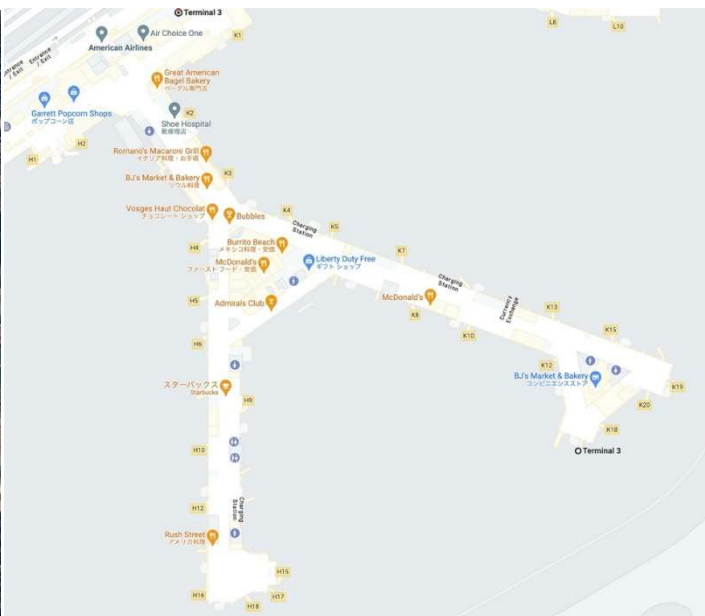 Terminal 3
L8
L10
Air Choice One
K1
American Airlines
Entrance
/ Exit
Entrance
/ Exit
Great American
Bagel Bakery
ベーグル専門店
Garrett Popcorn Shops
ポップコーン店
K2
Shoe Hospital
靴修理店
H2
H1
Romano's Macaroni Grill
イタリア料理・お手頃
K3
BJ's Market & Bakery
ソウル料理
Vosges Haut Chocolat
チョコレート ショップ
Bubbles
K4
Charging
Station
K5
Burrito Beach
メキシコ料理・安価
H4
K7
McDonald's
ファースト フード・安価
Liberty Duty Free
ギフト ショップ
Charging
Station
H5
Admirals Club
McDonald's
K8
Currency
Exchange
K13
K10
K15
H6
K12
BJ's Market & Bakery
コンビニエンスストア
K19
スターバックス
Starbucks
H9
K20
K18
Terminal 3
H10
H12
Charging
Station
Rush Street
アメリカ料理
H15
H16
H17
H18